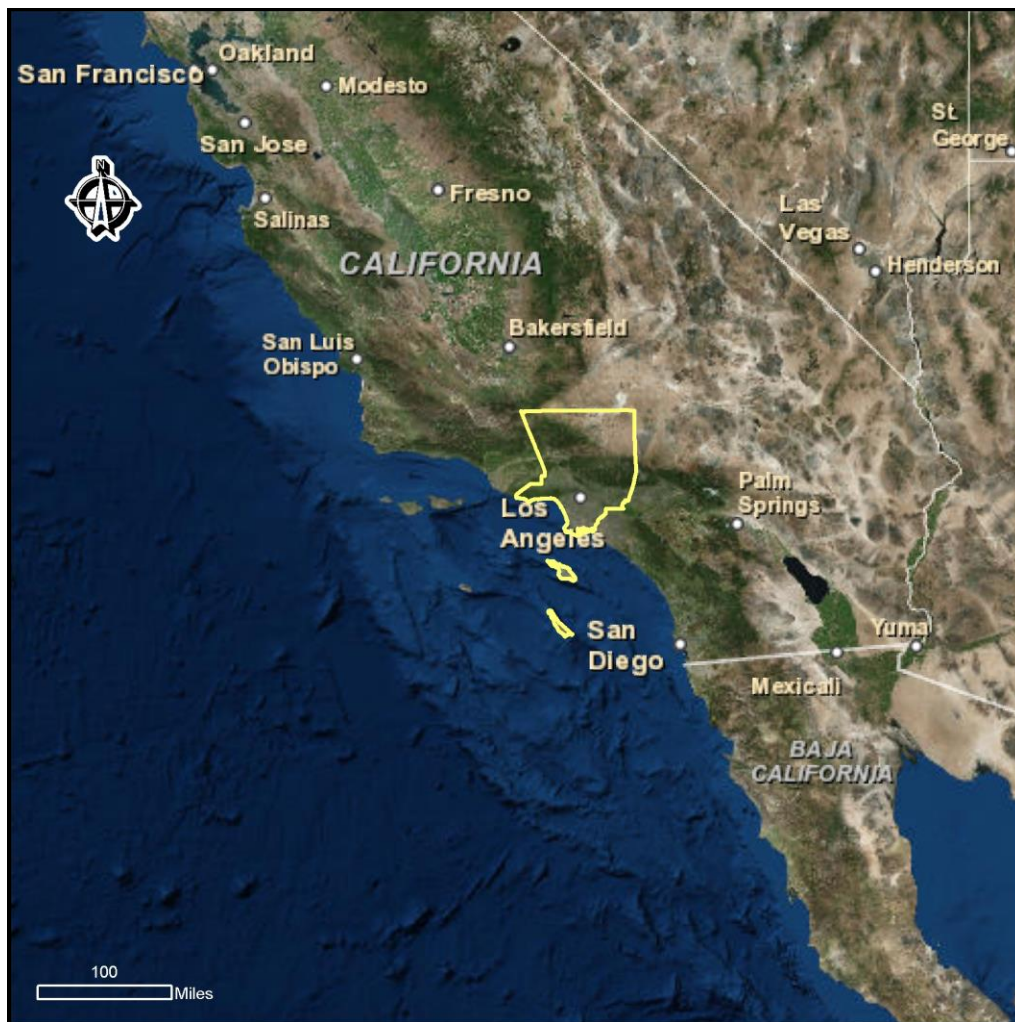 Oakland
San Francisco
Modesto
San Jose
St.
George
N
Fresno
Salinas
Las
Vegas
Henderson
CALIFORNIA
San Luis
Obispo
Bakersfield
Palm
Springs
Los
Angeles
San
Diego
Yuma
Mexicali
BAJA
CALIFORNIA
100
Miles